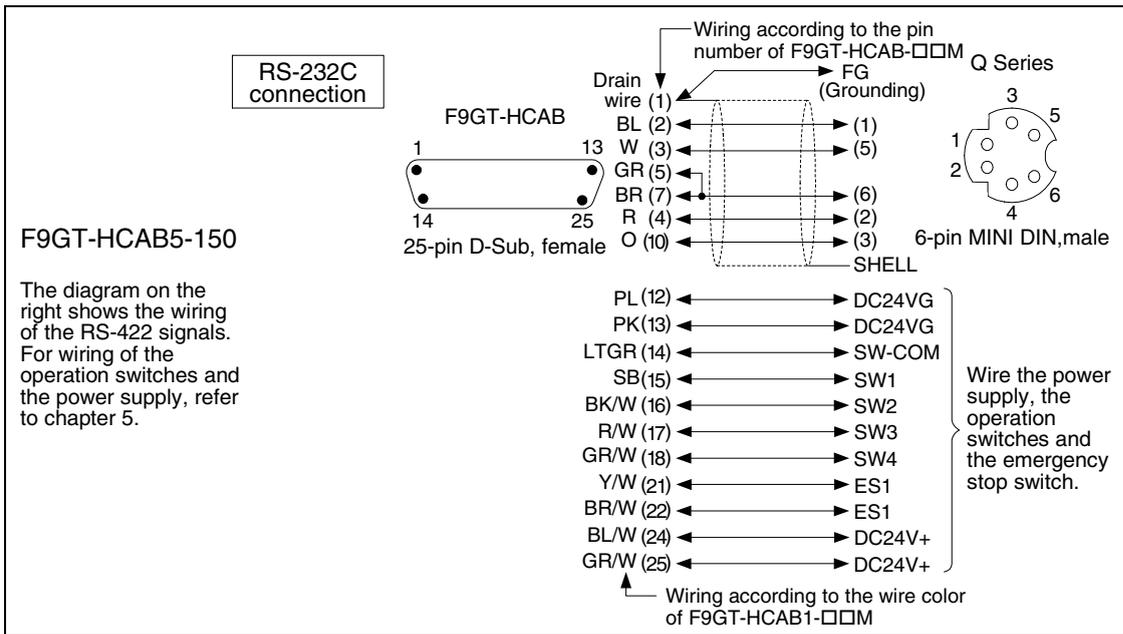 Wiring according to the pin
number of F9GT-HCAB-□□M
RS-232C
connection
Q Series
Drain
wire (1)
FG
(Grounding)
F9GT-HCAB
1 13
14 25
25-pin D-Sub, female
BL (2) (1)
W (3) (5)
GR (5)
BR (7) (6)
R (4) (2)
O (10) (3)
SHELL
3
5
1
2
6
4
6-pin MINI DIN,male
F9GT-HCAB5-150
The diagram on the
right shows the wiring
of the RS-422 signals.
For wiring of the
operation switches and
the power supply, refer
to chapter 5.
PL (12) DC24VG
PK (13) DC24VG
LTGR (14) SW-COM
SB (15) SW1
BK/W (16) SW2
R/W (17) SW3
GR/W (18) SW4
Y/W (21) ES1
BR/W (22) ES1
BL/W (24) DC24V+
GR/W (25) DC24V+
Wire the power
supply, the
operation
switches and
the emergency
stop switch.
Wiring according to the wire color
of F9GT-HCAB1-□□M